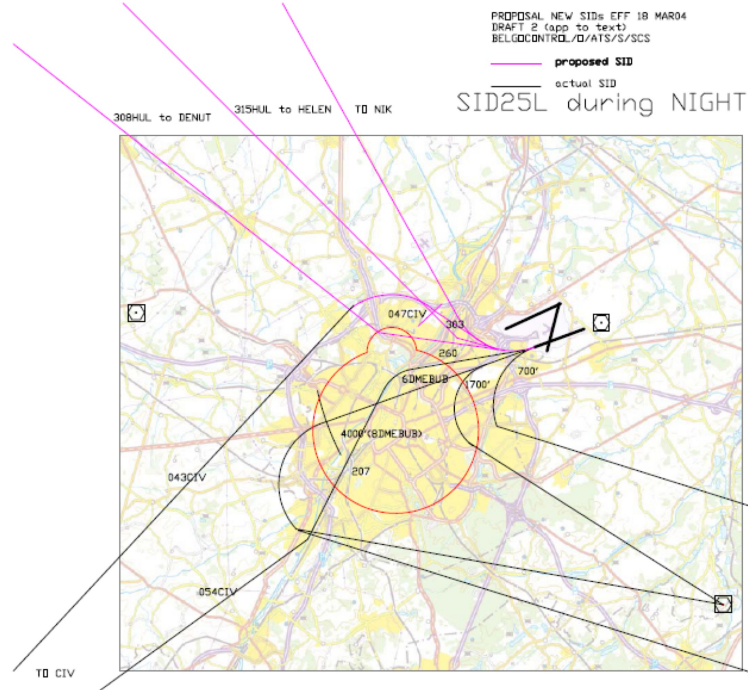 PROPOSAL NEW SIDs EFF 18 MAR04
DRAFT 2 (app to text)
BELGOCONTROL/O/ATS/S/SCS
proposed SID
actual SID
SID25L during NIGHT
308HUL to DENUT
315HUL to HELEN
TO NIK
047CIV
303
260
6DMEBUB
1700'
700'
4000'(8DMEBUB)
207
043CIV
054CIV
TO CIV